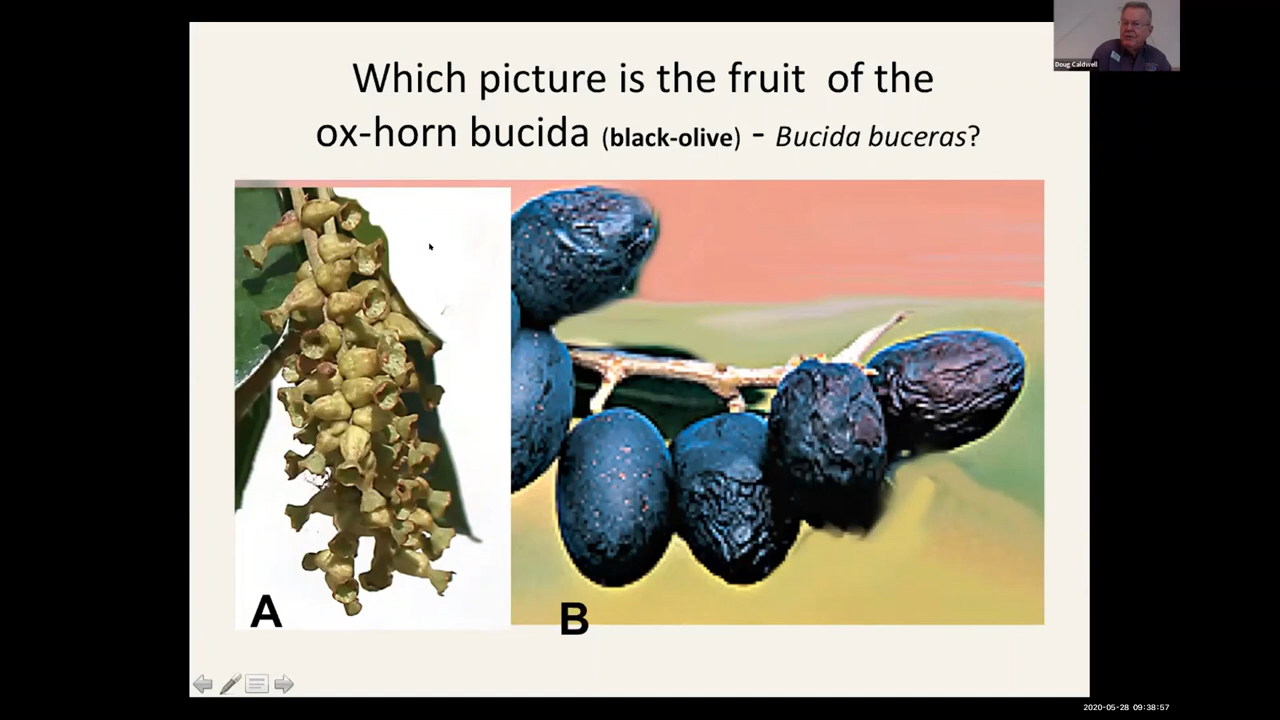 Doug Caldwell
Which picture is the fruit of the
ox-horn bucida (black-olive) - Bucida buceras?
A
B
2020-05-28 09:38:57